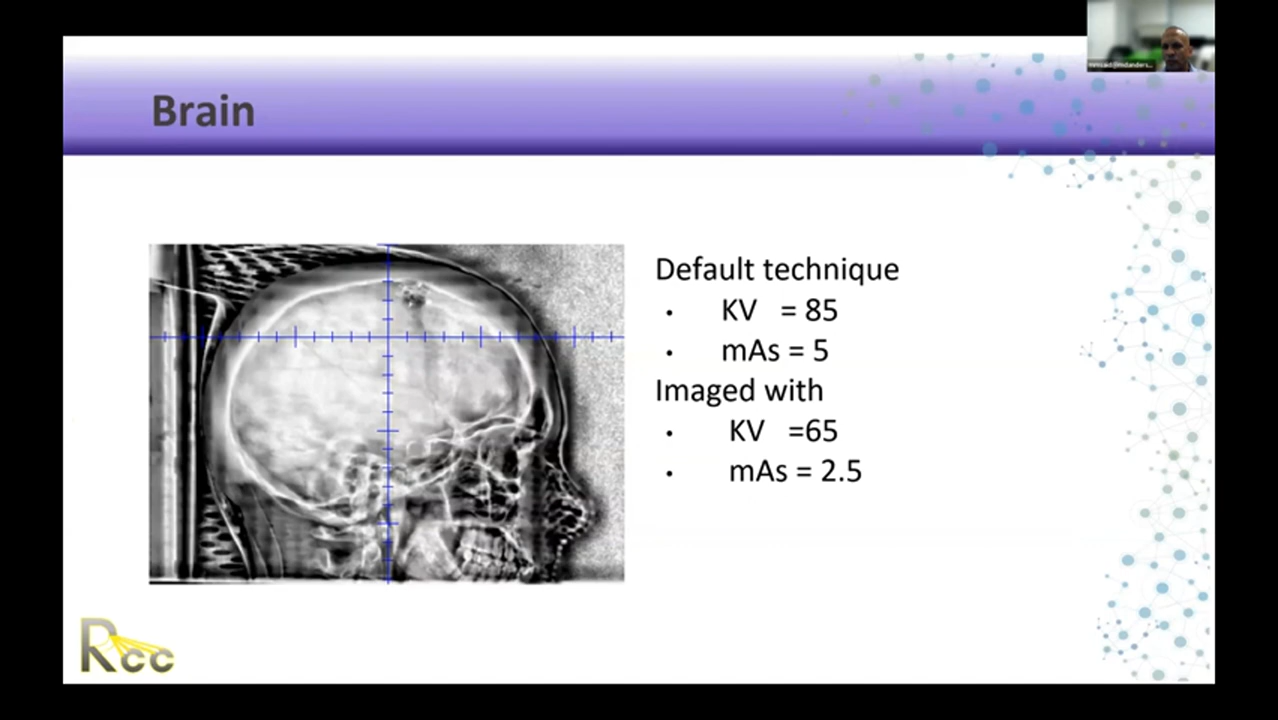 Brain
Default technique
• KV = 85
• mAs = 5
Imaged with
• KV =65
• mAs = 2.5
Rcc